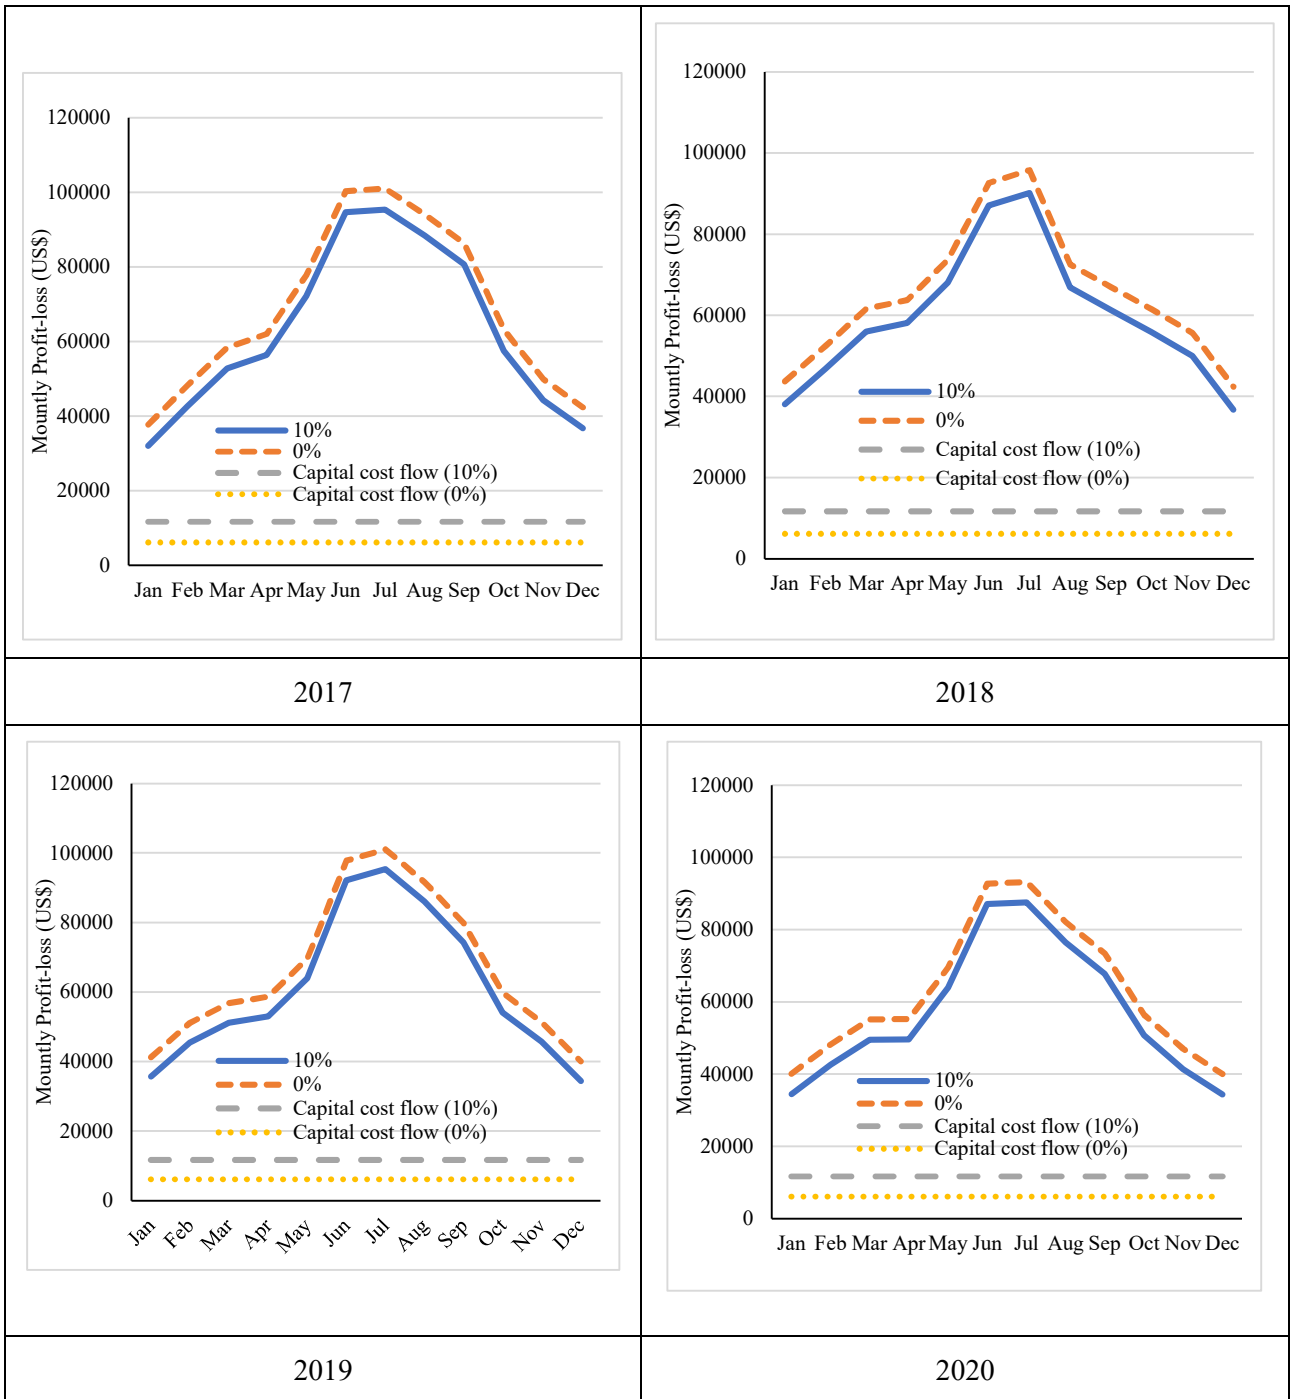 120000
100000
80000
60000
40000
20000
0
Mountly Profit-loss (US$)
10%
0%
Capital cost flow (10%)
Capital cost flow (0%)
Jan Feb Mar Apr May Jun Jul Aug Sep Oct Nov Dec
120000
100000
80000
60000
40000
20000
0
Mountly Profit-loss (US$)
10%
0%
Capital cost flow (10%)
Capital cost flow (0%)
Jan Feb Mar Apr May Jun Jul Aug Sep Oct Nov Dec
2017
2018
120000
100000
80000
60000
40000
20000
0
Mountly Profit-loss (US$)
10%
0%
Capital cost flow (10%)
Capital cost flow (0%)
Jan Feb Mar Apr May Jun Jul Aug Sep Oct Nov Dec
120000
100000
80000
60000
40000
20000
0
Mountly Profit-loss (US$)
10%
0%
Capital cost flow (10%)
Capital cost flow (0%)
Jan Feb Mar Apr May Jun Jul Aug Sep Oct Nov Dec
2019
2020